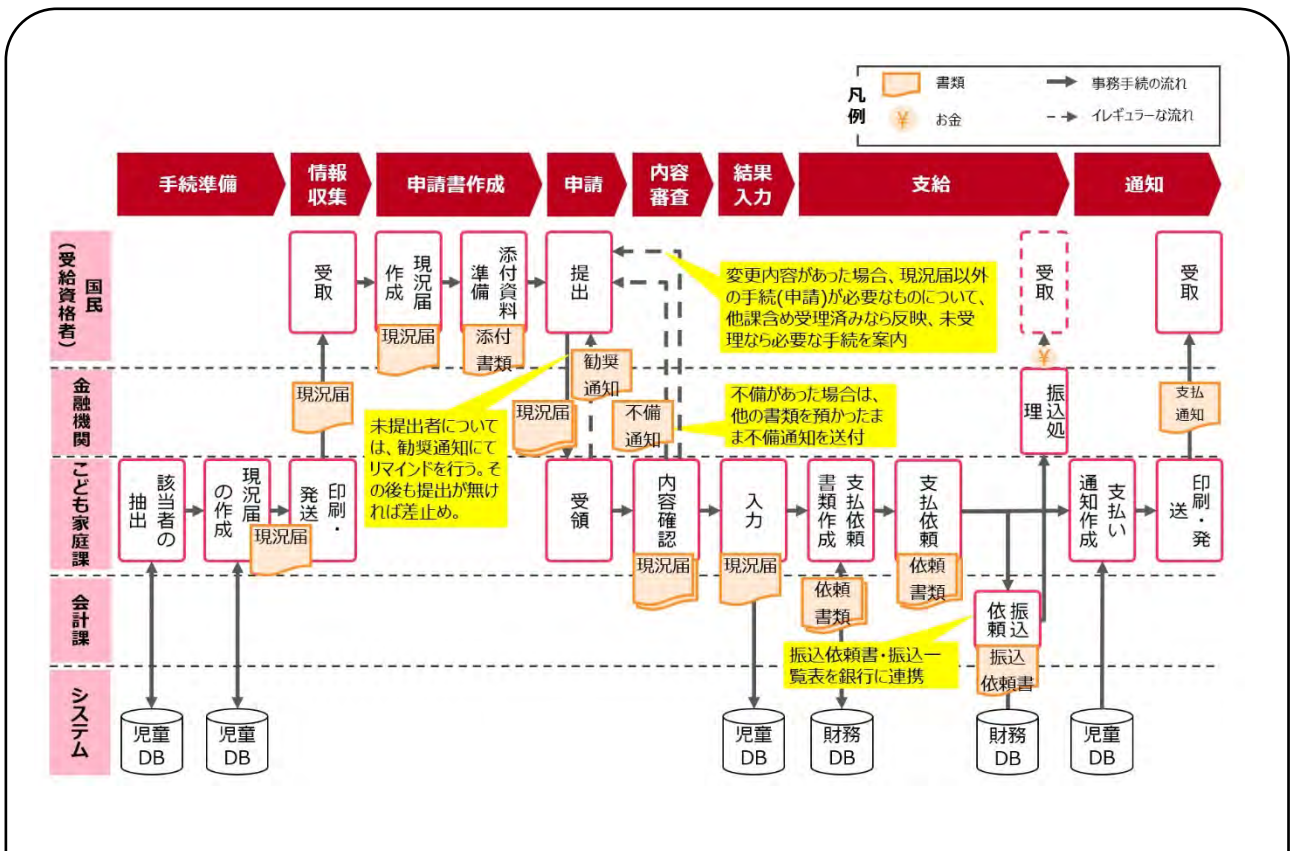 凡
例
書類
事務手続の流れ
¥
お金
イレギュラーな流れ
手続準備
情報
収集
申請書作成
申請
内容
審査
結果
入力
支給
通知
国民
(受給資格者)
受取
現況届
作成
添付資料
準備
提出
受取
受取
現況届
添付
書類
変更内容があった場合、現況届以外
の手続(申請)が必要なものについて、
他課含め受理済みなら反映、未受
理なら必要な手続を案内
金融機関
現況届
未提出者について
は、勧奨通知にて
リマインドを行う。そ
の後も提出が無け
れば差止め。
現況届
勧奨
通知
不備
通知
不備があった場合は、
他の書類を預かったま
ま不備通知を送付
¥
振込処
理
支払
通知
こども家庭課
該当者の
抽出
現況届
の作成
現況届
印刷・
発送
受領
内容確認
現況届
入力
現況届
支払依頼
書類作成
依頼
書類
支払依頼
依頼
書類
支払い
通知作成
印刷・発
送
会計課
振込
依頼
振込
依頼書
振込依頼書・振込一
覧表を銀行に連携
システム
児童
DB
児童
DB
児童
DB
財務
DB
財務
DB
児童
DB